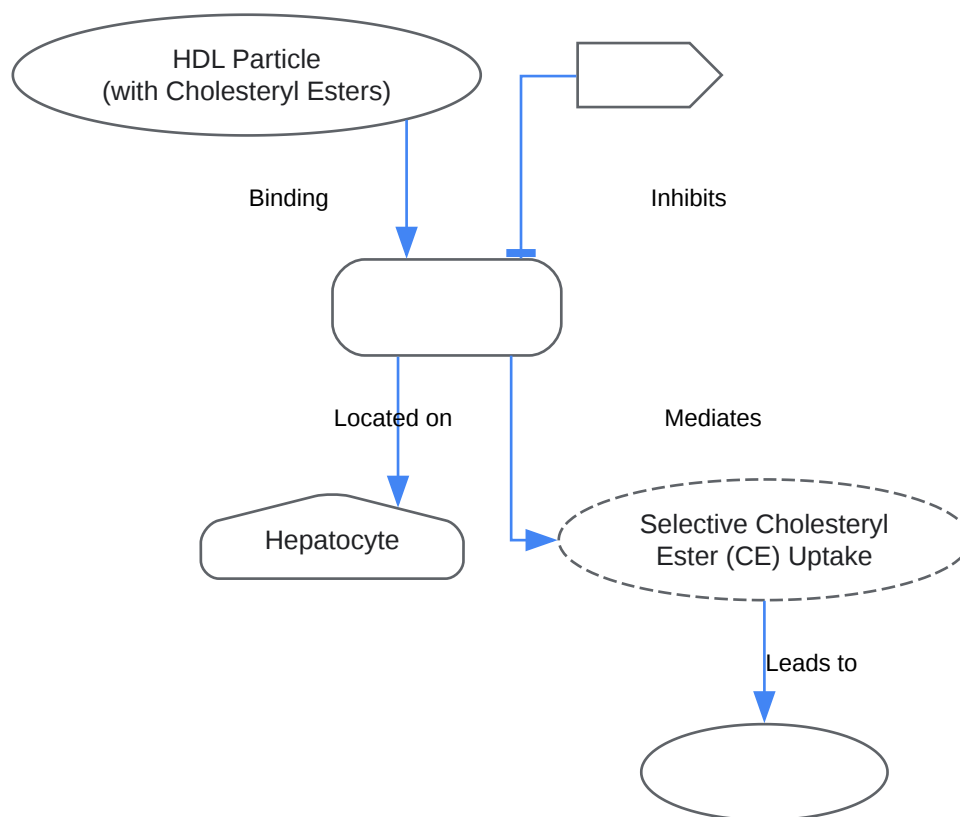 HDL Particle
(with Cholesteryl Esters)
Binding
Inhibits
Located on
Mediates
Hepatocyte
Selective Cholesteryl
Ester (CE) Uptake
Leads to